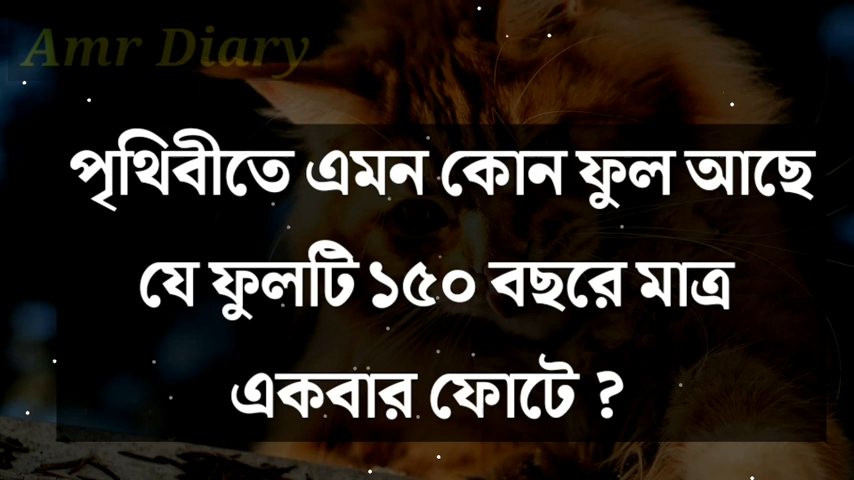 Amr Diary
পৃথিবীতে এমন কোন ফুল আছে
যে ফুলটি ১৫০ বছরে মাত্র
একবার ফোটে ?